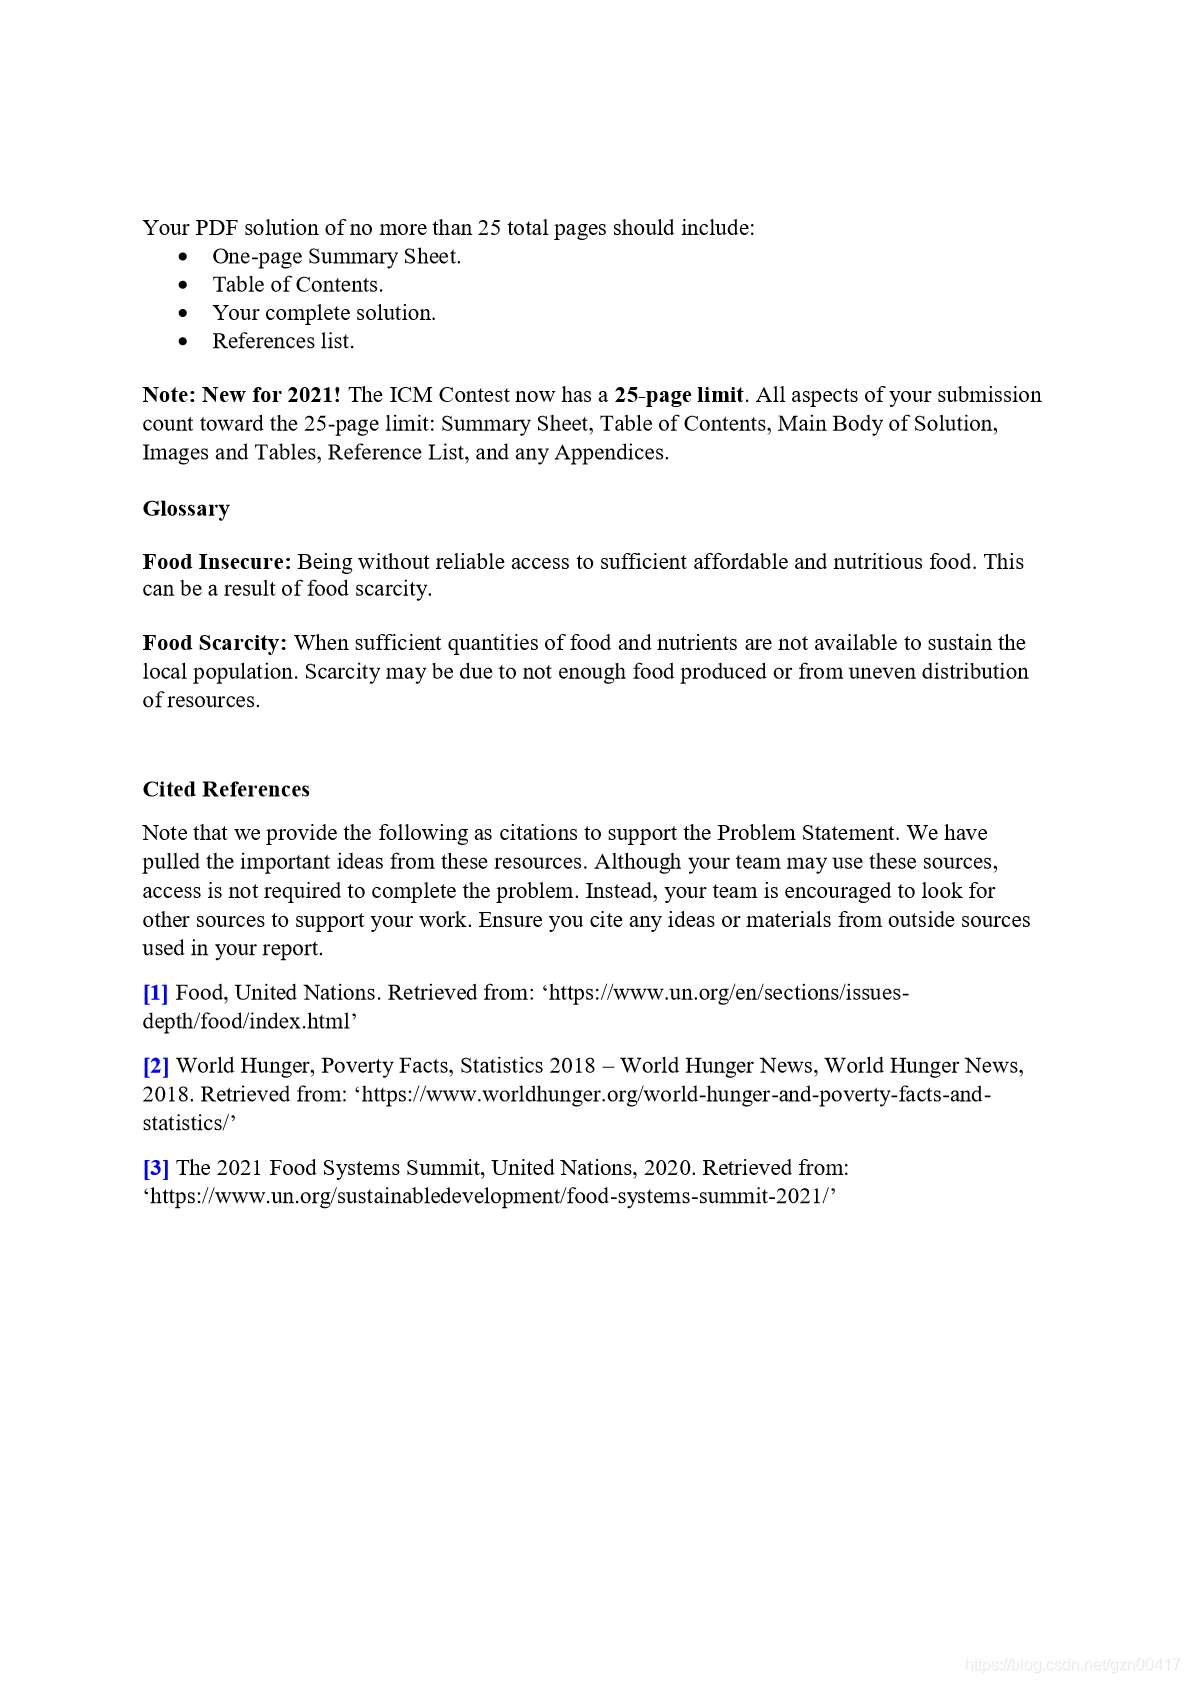 Your PDF solution of no more than 25 total pages should include:
• One-page Summary Sheet.
• Table of Contents.
• Your complete solution.
• References list.
Note: New for 2021! The ICM Contest now has a 25-page limit. All aspects of your submission
count toward the 25-page limit: Summary Sheet, Table of Contents, Main Body of Solution,
Images and Tables, Reference List, and any Appendices.
Glossary
Food Insecure: Being without reliable access to sufficient affordable and nutritious food. This
can be a result of food scarcity.
Food Scarcity: When sufficient quantities of food and nutrients are not available to sustain the
local population. Scarcity may be due to not enough food produced or from uneven distribution
of resources.
Cited References
Note that we provide the following as citations to support the Problem Statement. We have
pulled the important ideas from these resources. Although your team may use these sources,
access is not required to complete the problem. Instead, your team is encouraged to look for
other sources to support your work. Ensure you cite any ideas or materials from outside sources
used in your report.
[1] Food, United Nations. Retrieved from: ‘https://www.un.org/en/sections/issues-
depth/food/index.html’
[2] World Hunger, Poverty Facts, Statistics 2018 – World Hunger News, World Hunger News,
2018. Retrieved from: ‘https://www.worldhunger.org/world-hunger-and-poverty-facts-and-
statistics/’
[3] The 2021 Food Systems Summit, United Nations, 2020. Retrieved from:
‘https://www.un.org/sustainabledevelopment/food-systems-summit-2021/’
https://blog.csdn.net/gzn00417